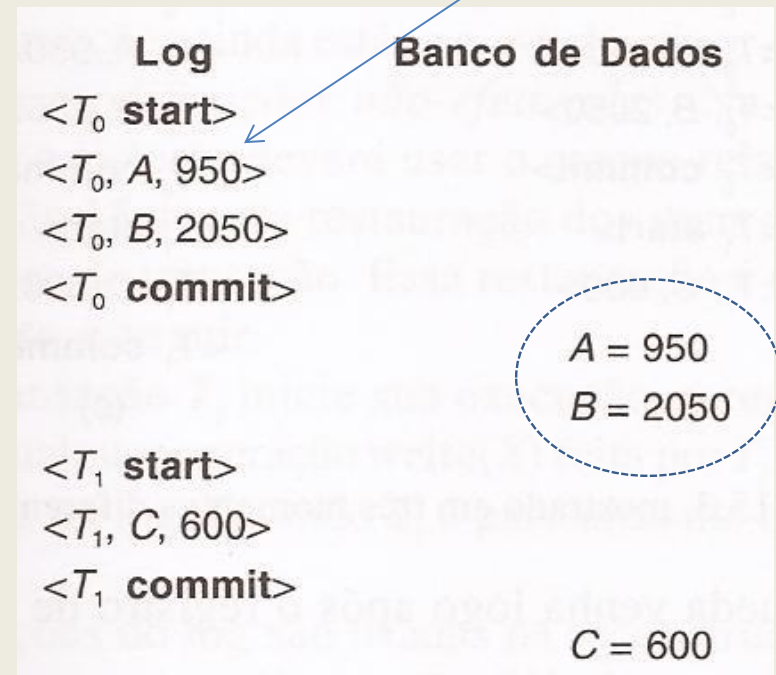 Log Banco de Dados
<T₀ start>
<T₀, A, 950>
<T₀, B, 2050>
<T₀ commit>
A = 950
B = 2050
<T₁ start>
<T₁, C, 600>
<T₁ commit>
C = 600